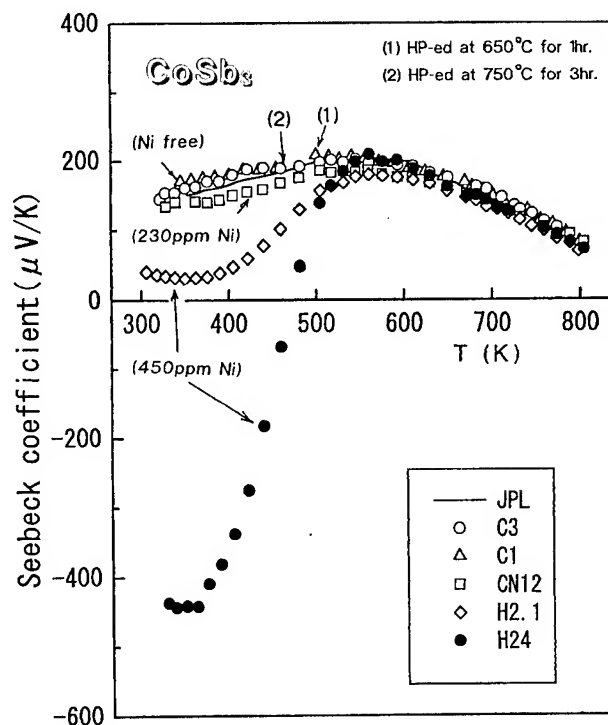 400
(1) HP-ed at 650°C for 1hr.
(2) HP-ed at 750°C for 3hr.
CoSb₃
(2)
(1)
(Ni free)
200
(230ppm Ni)
0
300
400
500
600
700
800
T (K)
(450ppm Ni)
Seebeck coefficient(μV/K)
-200
-400
-600
JPL
C3
C1
CN12
H2.1
H24